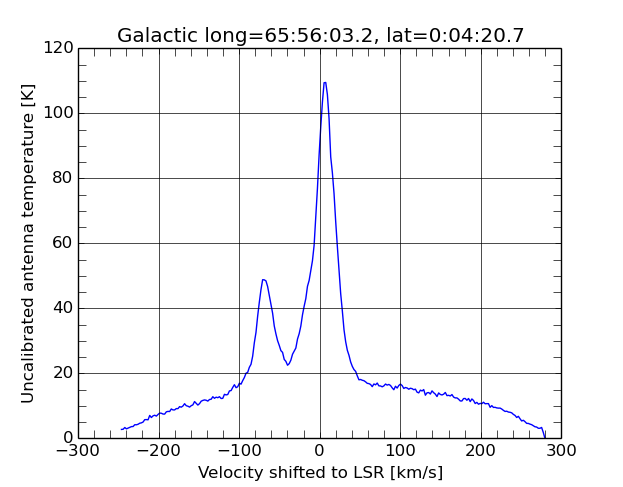 Galactic long=65:56:03.2, lat=0:04:20.7
Uncalibrated antenna temperature [K]
120
100
80
60
40
20
0
−300 −200 −100 0 100 200 300
Velocity shifted to LSR [km/s]